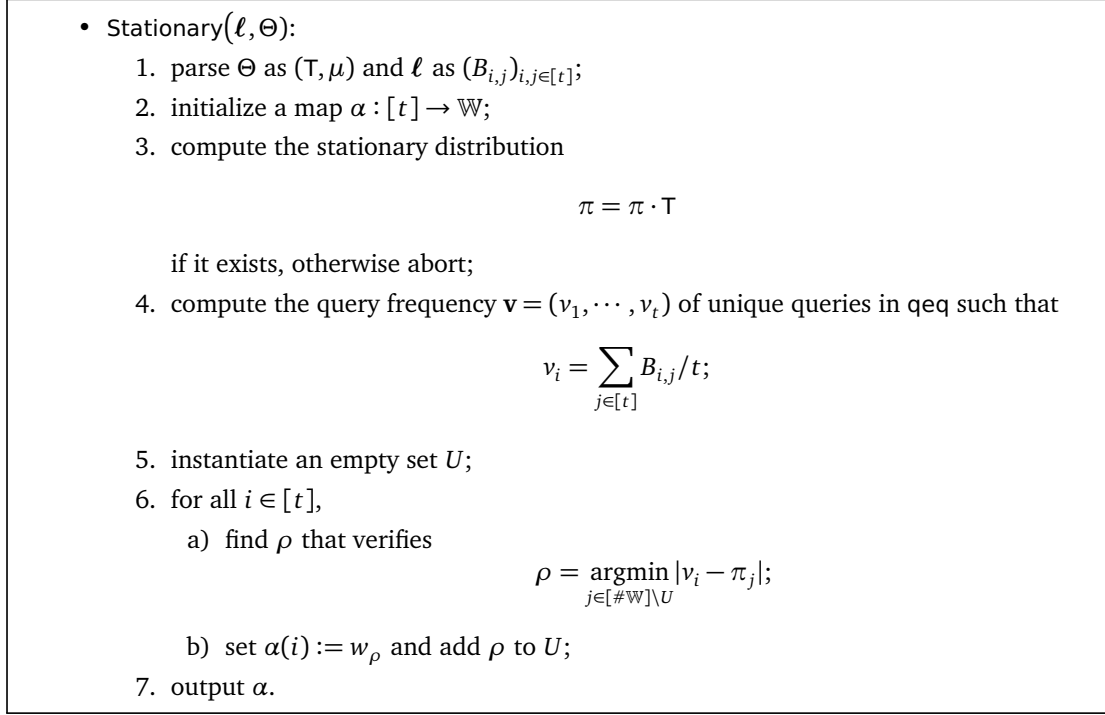 • Stationary(ℓ, Θ):
1. parse Θ as (T, μ) and ℓ as (B_{i,j})_{i,j∈[t]};
2. initialize a map α : [t] → 𝕎;
3. compute the stationary distribution
π = π · T
if it exists, otherwise abort;
4. compute the query frequency v = (v_1, ⋯ , v_t) of unique queries in qeq such that
v_i = ∑_{j∈[t]} B_{i,j}/t;
5. instantiate an empty set U;
6. for all i ∈ [t],
a) find ρ that verifies
ρ = argmin_{j∈[#𝕎]\U} |v_i − π_j|;
b) set α(i) := w_ρ and add ρ to U;
7. output α.